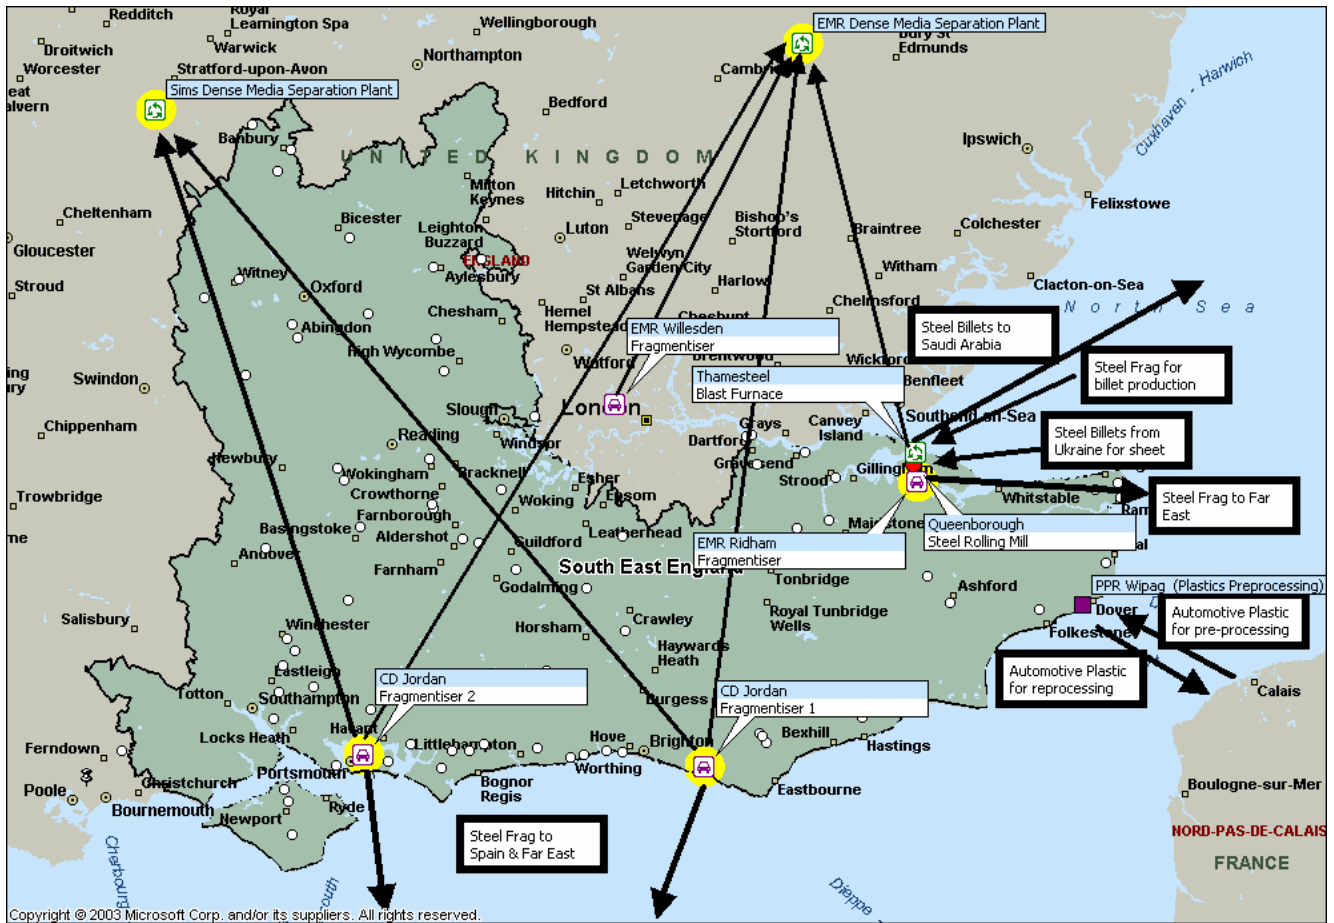 Redditch
Royal
Leamington Spa
Wellingborough
EMR Dense Media Separation Plant
Bury St
Edmunds
Droitwich
Warwick
Northampton
Worcester
Stratford-upon-Avon
Cambri
eat
alvern
Sims Dense Media Separation Plant
Bedford
Cuxhaven - Harwich
Banbury
Ipswich
UNITED KINGDOM
Milton
Keynes
Hitchin
Letchworth
Felixstowe
Cheltenham
Bicester
Stevenage
Bishop's
Stortford
Colchester
Gloucester
Leighton
Buzzard
Luton
Braintree
ENGLAND
Welwyn
Garden City
Witham
Witney
Aylesbury
Stroud
Oxford
St Albans
Harlow
Clacton-on-Sea
North Sea
Chesham
Hemel
Hempstead
Cheshunt
Chelmsford
Abingdon
EMR Willesden
Fragmentiser
Steel Billets to
Saudi Arabia
High Wycombe
Watford
Brentwood
Wickford
Steel Frag for
billet production
ing
ury
Swindon
Thamesteel
Blast Furnace
Benfleet
Slough
London
Southend-on-Sea
Chippenham
Reading
Windsor
Dartford
Grays
Canvey
Island
Steel Billets from
Ukraine for sheet
Newbury
Wokingham
Bracknell
Gravesend
Gillingham
Trowbridge
Crowthorne
Woking
Esher
Epsom
Strood
Whitstable
Steel Frag to Far
East
Ram
me
Basingstoke
Farnborough
Leatherhead
Maidstone
Queenborough
Steel Rolling Mill
Andover
Aldershot
Guildford
EMR Ridham
Fragmentiser
al
Farnham
South East England
Godalming
Tonbridge
Ashford
PPR Wipag (Plastics Preprocessing)
Salisbury
Winchester
Horsham
Crawley
Royal Tunbridge
Wells
Dover
Folkestone
Automotive Plastic
for pre-processing
Haywards
Heath
Eastleigh
Automotive Plastic
for reprocessing
Totton
Southampton
CD Jordan
Fragmentiser 2
Burgess
CD Jordan
Fragmentiser 1
Calais
Ferndown
Locks Heath
Havant
Littlehampton
Hove
Brighton
Bexhill
Hastings
Portsmouth
Worthing
Poole
Christchurch
Bognor
Regis
Eastbourne
Boulogne-sur-Mer
Bournemouth
Newport
Ryde
Steel Frag to
Spain & Far East
NORD-PAS-DE-CALAIS
FRANCE
Cherbourg
outh
Dieppe -
Copyright © 2003 Microsoft Corp. and/or its suppliers. All rights reserved.